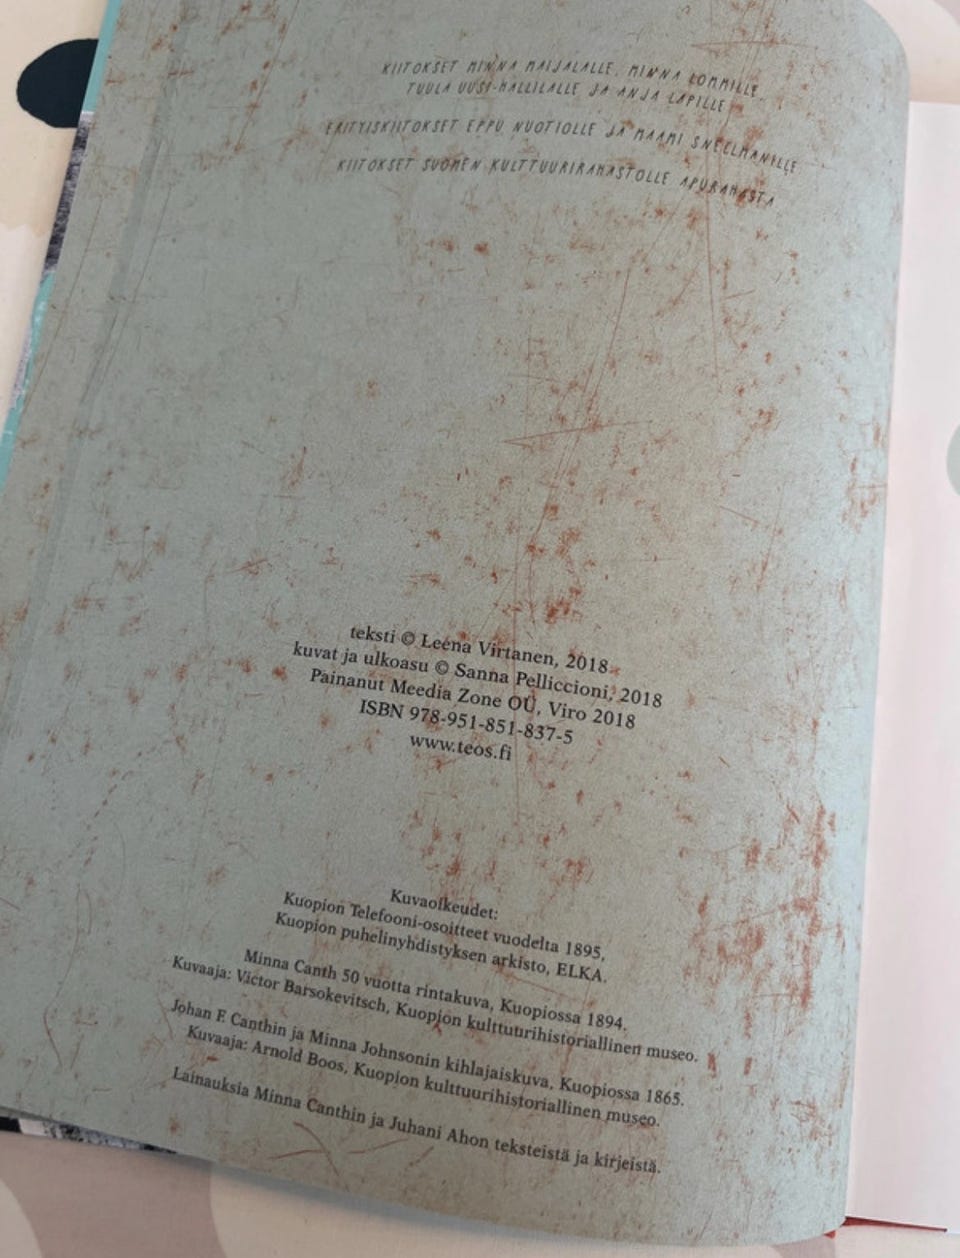 KIITOKSET MINNA MAIJALALLE, MINNA LOMMILLE,
TUULA UUSI-HALLILALLE JA ANJA LAPILLE
ERITYISKIITOKSET EPPU NUOTIOLLE JA MAAMI SNELLMANILLE
KIITOKSET SUOMEN KULTTUURIRAHASTOLLE APURAHASTA
teksti © Leena Virtanen, 2018
kuvat ja ulkoasu © Sanna Pelliccioni, 2018
Painanut Meedia Zone OÜ, Viro 2018
ISBN 978-951-851-837-5
www.teos.fi
Kuvaoikeudet:
Kuopion Telefooni-osoitteet vuodelta 1895,
Kuopion puhelinyhdistyksen arkisto, ELKA.
Minna Canth 50 vuotta rintakuva, Kuopiossa 1894.
Kuvaaja: Victor Barsokevitsch, Kuopion kulttuurihistoriallinen museo.
Johan F. Canthin ja Minna Johnsonin kihlajaiskuva, Kuopiossa 1865.
Kuvaaja: Arnold Boos, Kuopion kulttuurihistoriallinen museo.
Lainauksia Minna Canthin ja Juhani Ahon teksteistä ja kirjeistä.